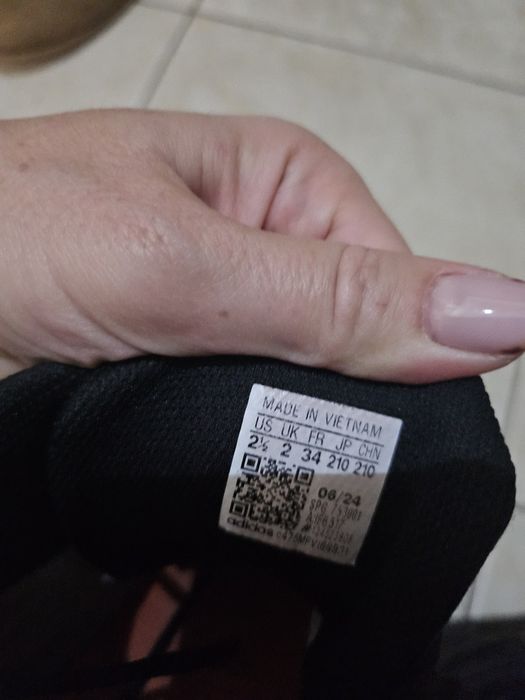 MADE IN VIETNAM
US UK FR JP CHN
2½ 2 34 210 210
06/24
adidas